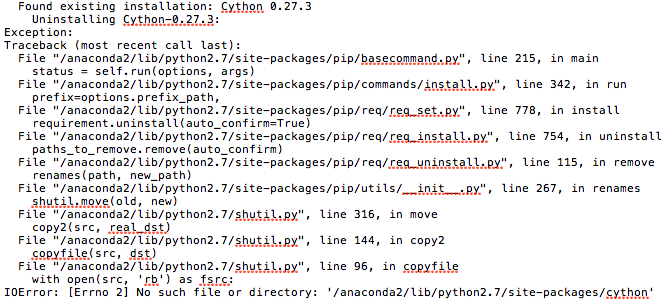 Found existing installation: Cython 0.27.3
Uninstalling Cython-0.27.3:
Exception:
Traceback (most recent call last):
File "/anaconda2/lib/python2.7/site-packages/pip/basecommand.py", line 215, in main
status = self.run(options, args)
File "/anaconda2/lib/python2.7/site-packages/pip/commands/install.py", line 342, in run
prefix=options.prefix_path,
File "/anaconda2/lib/python2.7/site-packages/pip/req/req_set.py", line 778, in install
requirement.uninstall(auto_confirm=True)
File "/anaconda2/lib/python2.7/site-packages/pip/req/req_install.py", line 754, in uninstall
paths_to_remove.remove(auto_confirm)
File "/anaconda2/lib/python2.7/site-packages/pip/req/req_uninstall.py", line 115, in remove
renames(path, new_path)
File "/anaconda2/lib/python2.7/site-packages/pip/utils/__init__.py", line 267, in renames
shutil.move(old, new)
File "/anaconda2/lib/python2.7/shutil.py", line 316, in move
copy2(src, real_dst)
File "/anaconda2/lib/python2.7/shutil.py", line 144, in copy2
copyfile(src, dst)
File "/anaconda2/lib/python2.7/shutil.py", line 96, in copyfile
with open(src, 'rb') as fsrc:
IOError: [Errno 2] No such file or directory: '/anaconda2/lib/python2.7/site-packages/cython'